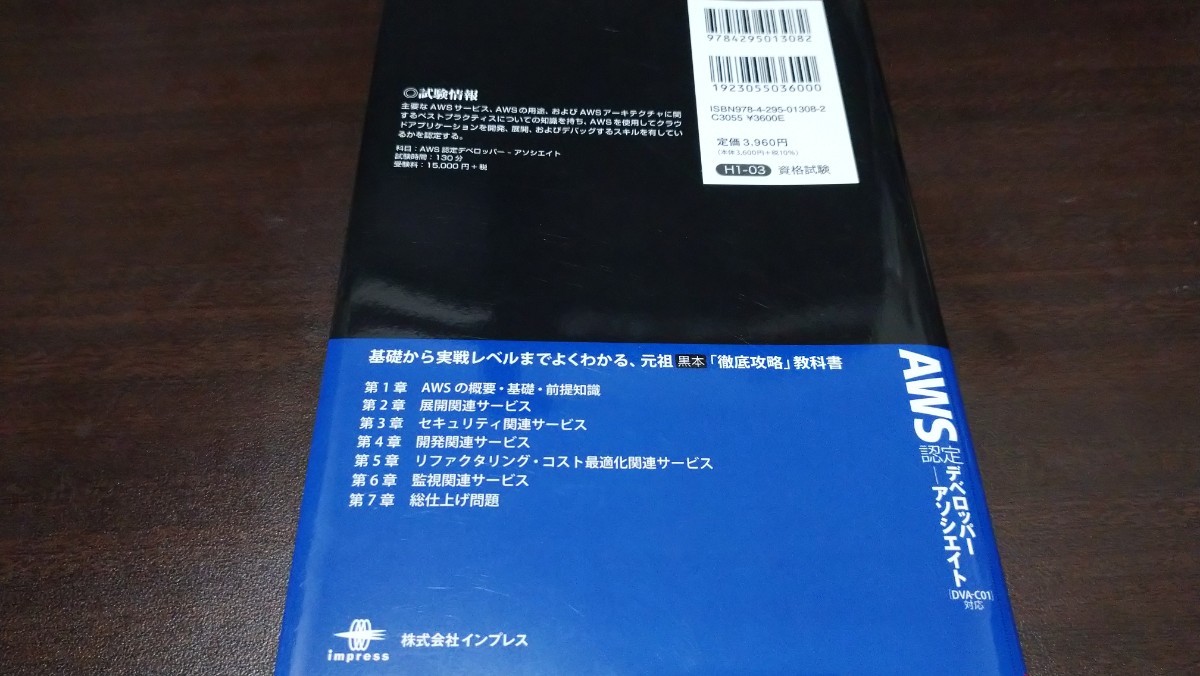 9784295013082
1923055036000
ISBN978-4-295-01308-2
C3055 ¥3600E
定価3,960円
(本体3,600円+税10%)
H1-03 資格試験
◎試験情報
主要なAWSサービス、AWSの用途、およびAWSアーキテクチャに関
するベストプラクティスについての知識を持ち、AWSを使用してクラウ
ドアプリケーションを開発、展開、およびデバッグするスキルを有してい
るかを認定する。
科目：AWS認定デベロッパー - アソシエイト
試験時間：130分
受験料：15,000円+税
基礎から実戦レベルまでよくわかる、元祖 黒本 「徹底攻略」教科書
第1章 AWSの概要・基礎・前提知識
第2章 展開関連サービス
第3章 セキュリティ関連サービス
第4章 開発関連サービス
第5章 リファクタリング・コスト最適化関連サービス
第6章 監視関連サービス
第7章 総仕上げ問題
impress
株式会社インプレス
AWS
認定
デベロッパー
―アソシエイト
[DVA-C01]
対応